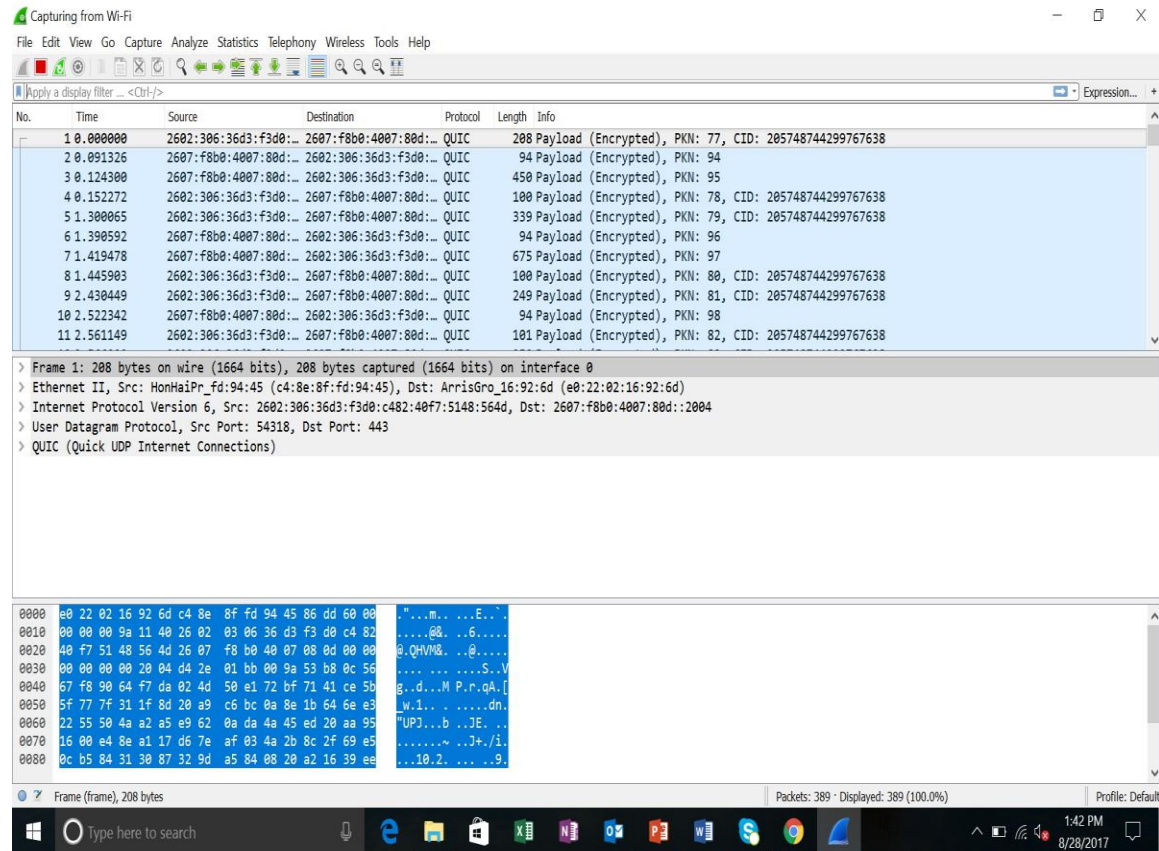 Capturing from Wi-Fi
File Edit View Go Capture Analyze Statistics Telephony Wireless Tools Help
Apply a display filter ... <Ctrl-/> Expression... +
No. Time Source Destination Protocol Length Info
1 0.000000 2602:306:36d3:f3d0:… 2607:f8b0:4007:80d:… QUIC 208 Payload (Encrypted), PKN: 77, CID: 205748744299767638
2 0.091326 2607:f8b0:4007:80d:… 2602:306:36d3:f3d0:… QUIC 94 Payload (Encrypted), PKN: 94
3 0.124300 2607:f8b0:4007:80d:… 2602:306:36d3:f3d0:… QUIC 450 Payload (Encrypted), PKN: 95
4 0.152272 2602:306:36d3:f3d0:… 2607:f8b0:4007:80d:… QUIC 100 Payload (Encrypted), PKN: 78, CID: 205748744299767638
5 1.300065 2602:306:36d3:f3d0:… 2607:f8b0:4007:80d:… QUIC 339 Payload (Encrypted), PKN: 79, CID: 205748744299767638
6 1.390592 2607:f8b0:4007:80d:… 2602:306:36d3:f3d0:… QUIC 94 Payload (Encrypted), PKN: 96
7 1.419478 2607:f8b0:4007:80d:… 2602:306:36d3:f3d0:… QUIC 675 Payload (Encrypted), PKN: 97
8 1.445903 2602:306:36d3:f3d0:… 2607:f8b0:4007:80d:… QUIC 100 Payload (Encrypted), PKN: 80, CID: 205748744299767638
9 2.430449 2602:306:36d3:f3d0:… 2607:f8b0:4007:80d:… QUIC 249 Payload (Encrypted), PKN: 81, CID: 205748744299767638
10 2.522342 2607:f8b0:4007:80d:… 2602:306:36d3:f3d0:… QUIC 94 Payload (Encrypted), PKN: 98
11 2.561149 2602:306:36d3:f3d0:… 2607:f8b0:4007:80d:… QUIC 101 Payload (Encrypted), PKN: 82, CID: 205748744299767638
> Frame 1: 208 bytes on wire (1664 bits), 208 bytes captured (1664 bits) on interface 0
> Ethernet II, Src: HonHaiPr_fd:94:45 (c4:8e:8f:fd:94:45), Dst: ArrisGro_16:92:6d (e0:22:02:16:92:6d)
> Internet Protocol Version 6, Src: 2602:306:36d3:f3d0:c482:40f7:5148:564d, Dst: 2607:f8b0:4007:80d::2004
> User Datagram Protocol, Src Port: 54318, Dst Port: 443
> QUIC (Quick UDP Internet Connections)
0000 e0 22 02 16 92 6d c4 8e 8f fd 94 45 86 dd 60 00 ."...m.. ...E..`.
0010 00 00 00 9a 11 40 26 02 03 06 36 d3 f3 d0 c4 82 .....@&. ..6.....
0020 40 f7 51 48 56 4d 26 07 f8 b0 40 07 08 0d 00 00 @.QHVM&. ..@.....
0030 00 00 00 00 20 04 d4 2e 01 bb 00 9a 53 b8 0c 56 .... ... ....S..V
0040 67 f8 90 64 f7 da 02 4d 50 e1 72 bf 71 41 ce 5b g..d...M P.r.qA.[
0050 5f 77 7f 31 1f 8d 20 a9 c6 bc 0a 8e 1b 64 6e e3 _w.1.. . .....dn.
0060 22 55 50 4a a2 a5 e9 62 0a da 4a 45 ed 20 aa 95 "UPJ...b ..JE. ..
0070 16 00 e4 8e a1 17 d6 7e af 03 4a 2b 8c 2f 69 e5 .......~ ..J+./i.
0080 0c b5 84 31 30 87 32 9d a5 84 08 20 a2 16 39 ee ...10.2. ... ..9.
Frame (frame), 208 bytes Packets: 389 · Displayed: 389 (100.0%) Profile: Default
Type here to search 1:42 PM
8/28/2017